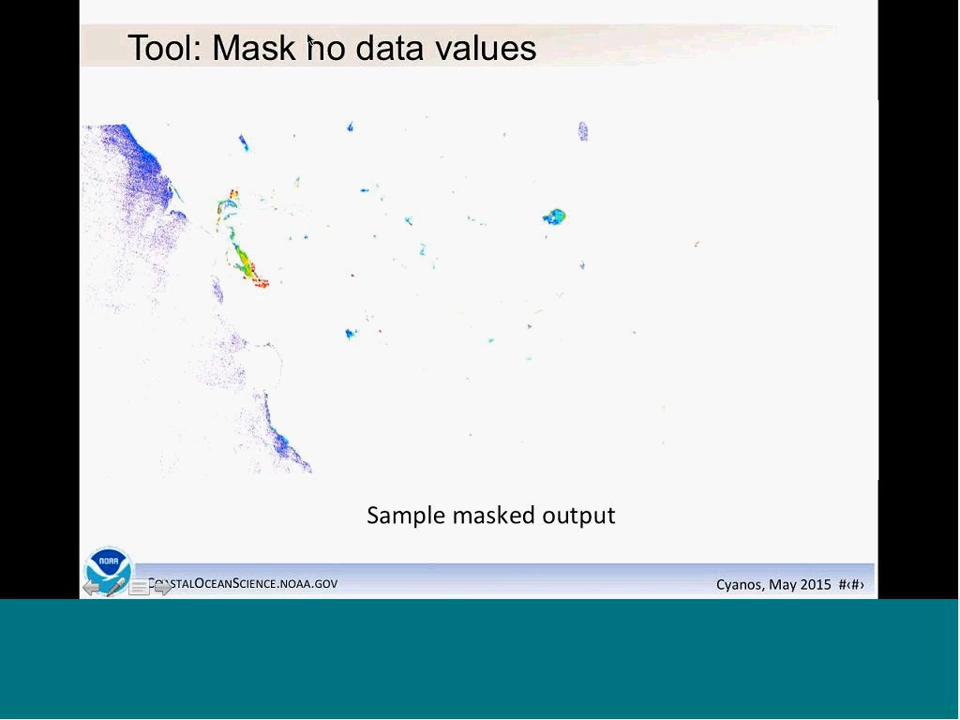 Tool: Mask no data values
Sample masked output
NOAA
COASTALOCEANSCIENCE.NOAA.GOV
Cyanos, May 2015 #‹#›